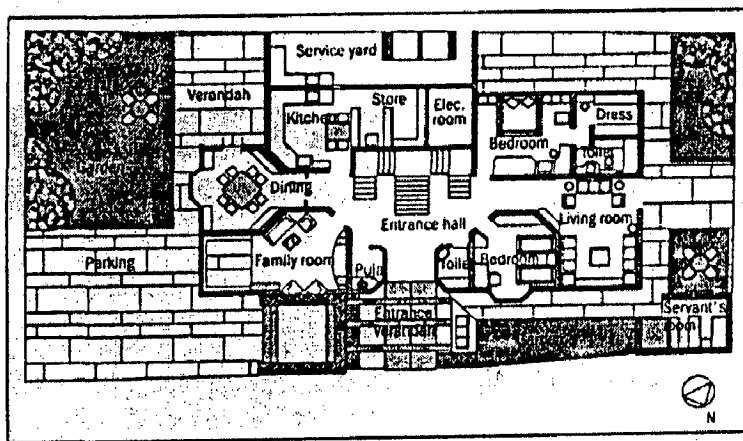 Service yard
Verandah
Store
Elec.
room
Kitchen
Dress
Bedroom
Toilet
Garden
Dining
Living room
Entrance hall
Parking
Family room
Puja
Toilet
Bedroom
Entrance
verandah
Servant's
room
N